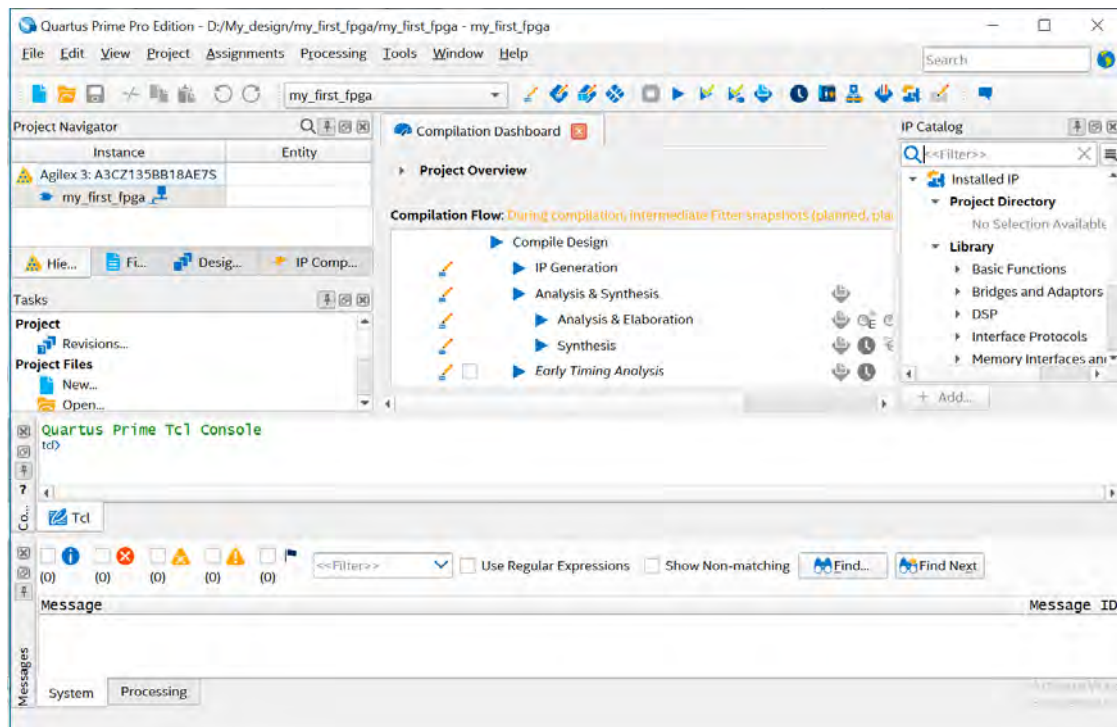 Quartus Prime Pro Edition - D:/My_design/my_first_fpga/my_first_fpga - my_first_fpga
File Edit View Project Assignments Processing Tools Window Help
Search
my_first_fpga
Project Navigator
Instance Entity
Agilex 3: A3CZ135BB18AE7S
my_first_fpga
Hie... Fi... Desig... IP Comp...
Tasks
Project
Revisions...
Project Files
New...
Open...
Compilation Dashboard
Project Overview
Compilation Flow: During compilation, intermediate Fitter snapshots (planned, pla
Compile Design
IP Generation
Analysis & Synthesis
Analysis & Elaboration
Synthesis
Early Timing Analysis
IP Catalog
<<Filter>>
Installed IP
Project Directory
No Selection Available
Library
Basic Functions
Bridges and Adaptors
DSP
Interface Protocols
Memory Interfaces an
+ Add...
Quartus Prime Tcl Console
tcl>
?
Co...
Tcl
(0) (0) (0) (0) (0)
<<Filter>> Use Regular Expressions Show Non-matching Find... Find Next
Message Message ID
Messages
System Processing